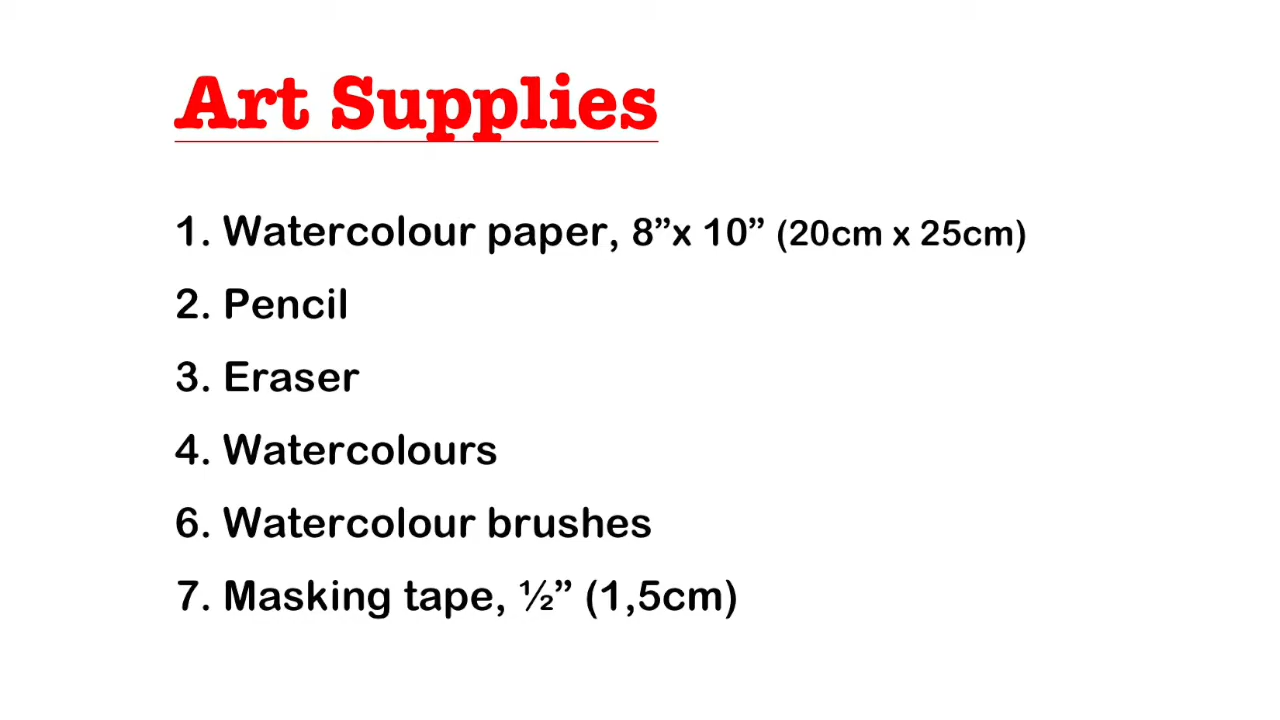 Art Supplies
1. Watercolour paper, 8”x 10” (20cm x 25cm)
2. Pencil
3. Eraser
4. Watercolours
6. Watercolour brushes
7. Masking tape, ½” (1,5cm)